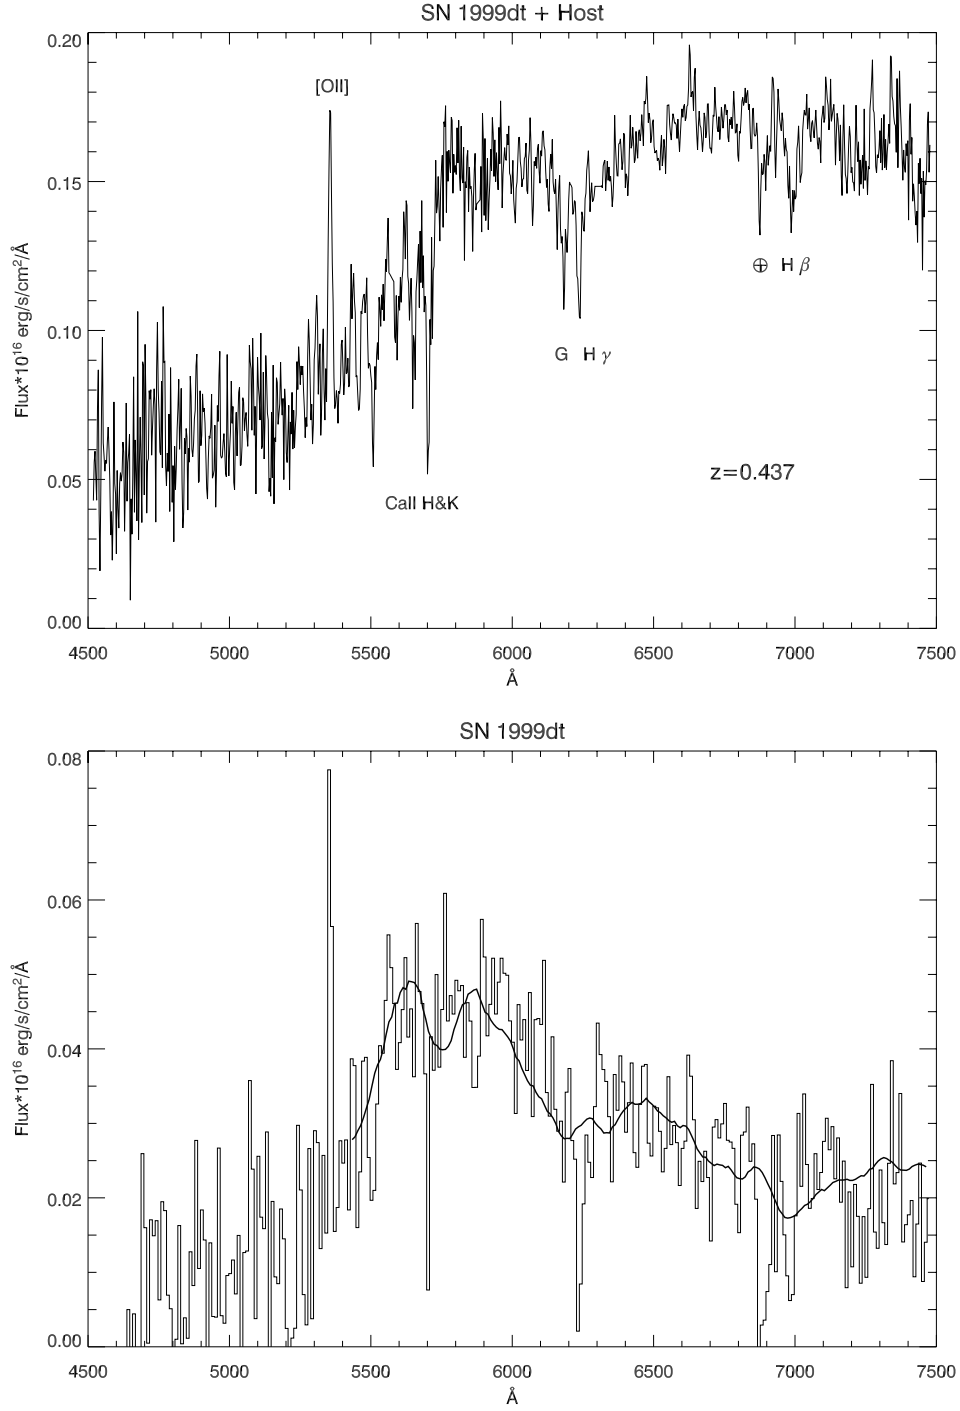 SN 1999dt + Host
0.20
[OII]
0.15
⊕ H β
Flux*10¹⁶ erg/s/cm²/Å
0.10
G H γ
z=0.437
0.05
CaII H&K
0.00
4500 5000 5500 6000 6500 7000 7500
Å
SN 1999dt
0.08
0.06
Flux*10¹⁶ erg/s/cm²/Å
0.04
0.02
0.00
4500 5000 5500 6000 6500 7000 7500
Å